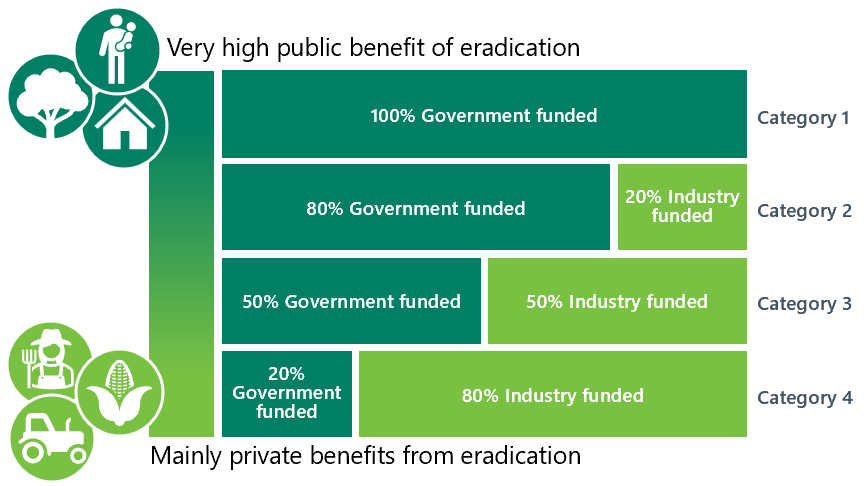 Very high public benefit of eradication
100% Government funded
Category 1
80% Government funded
20% Industry
funded
Category 2
50% Government funded
50% Industry funded
Category 3
20%
Government
funded
80% Industry funded
Category 4
Mainly private benefits from eradication